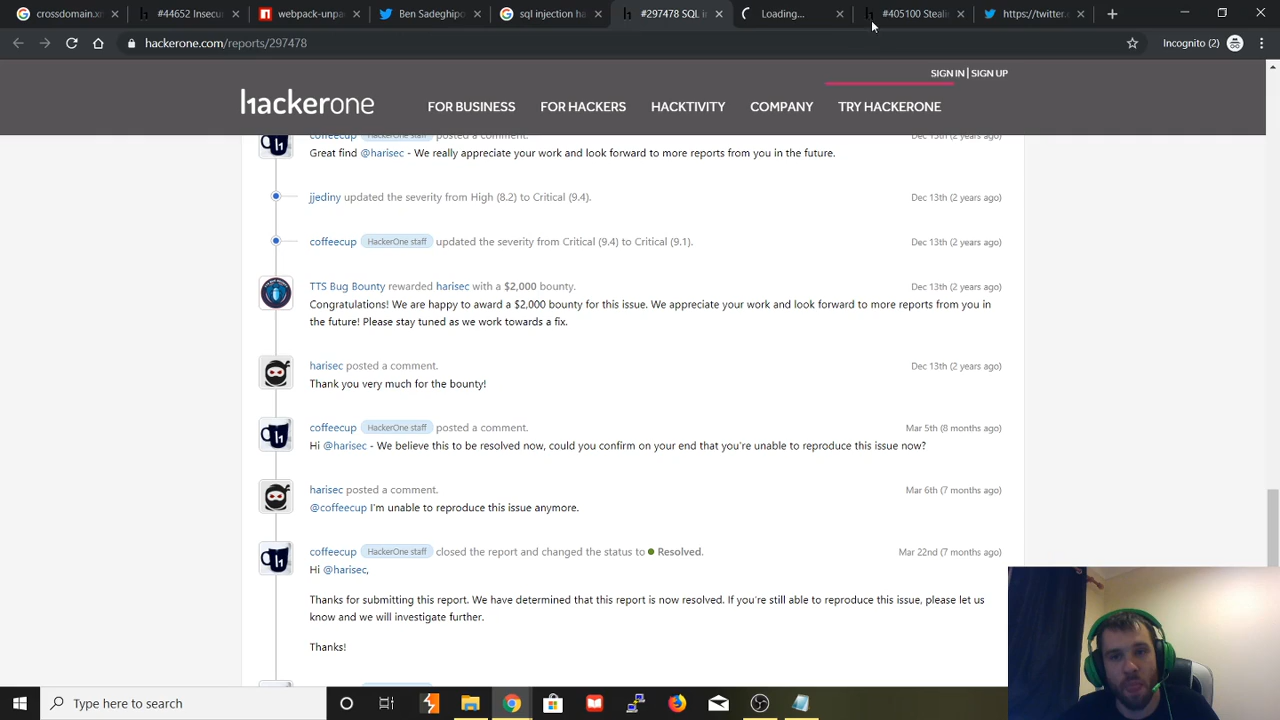 crossdomain.x
#44652 Insecu
webpack-unpa
Ben Sadeghipo
sql injection ha
#297478 SQL in
Loading...
#405100 Steali
https://twitter.c
hackerone.com/reports/297478
Incognito (2)
SIGN IN | SIGN UP
hackerone
FOR BUSINESS FOR HACKERS HACKTIVITY COMPANY TRY HACKERONE
coffeecup HackerOne staff posted a comment. Dec 13th (2 years ago)
Great find @harisec - We really appreciate your work and look forward to more reports from you in the future.
jjediny updated the severity from High (8.2) to Critical (9.4). Dec 13th (2 years ago)
coffeecup HackerOne staff updated the severity from Critical (9.4) to Critical (9.1). Dec 13th (2 years ago)
TTS Bug Bounty rewarded harisec with a $2,000 bounty. Dec 13th (2 years ago)
Congratulations! We are happy to award a $2,000 bounty for this issue. We appreciate your work and look forward to more reports from you in
the future! Please stay tuned as we work towards a fix.
harisec posted a comment. Dec 13th (2 years ago)
Thank you very much for the bounty!
coffeecup HackerOne staff posted a comment. Mar 5th (8 months ago)
Hi @harisec - We believe this to be resolved now, could you confirm on your end that you're unable to reproduce this issue now?
harisec posted a comment. Mar 6th (7 months ago)
@coffeecup I'm unable to reproduce this issue anymore.
coffeecup HackerOne staff closed the report and changed the status to Resolved. Mar 22nd (7 months ago)
Hi @harisec,
Thanks for submitting this report. We have determined that this report is now resolved. If you're still able to reproduce this issue, please let us
know and we will investigate further.
Thanks!
Type here to search